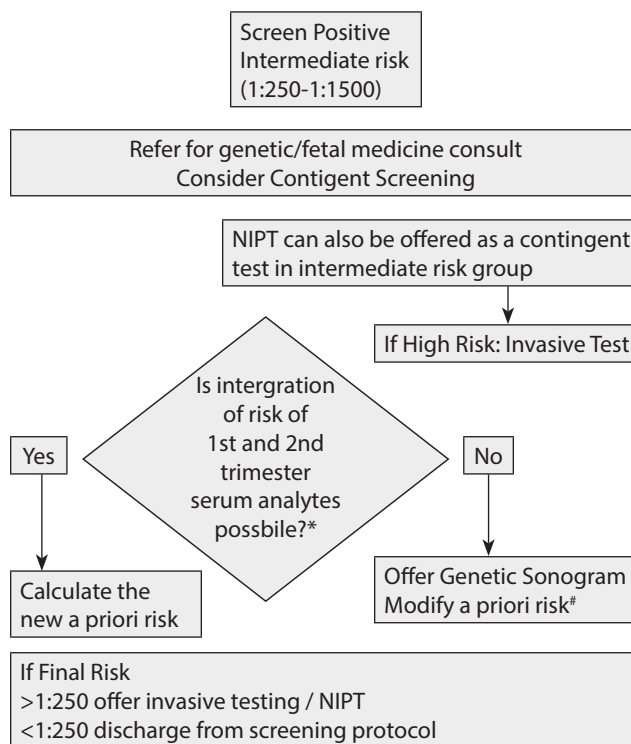 Screen Positive
Intermediate risk
(1:250-1:1500)
Refer for genetic/fetal medicine consult
Consider Contigent Screening
NIPT can also be offered as a contingent
test in intermediate risk group
If High Risk: Invasive Test
Is intergration
of risk of
1st and 2nd
trimester
serum analytes
possbile?*
Yes
No
Calculate the
new a priori risk
Offer Genetic Sonogram
Modify a priori risk#
If Final Risk
>1:250 offer invasive testing / NIPT
<1:250 discharge from screening protocol